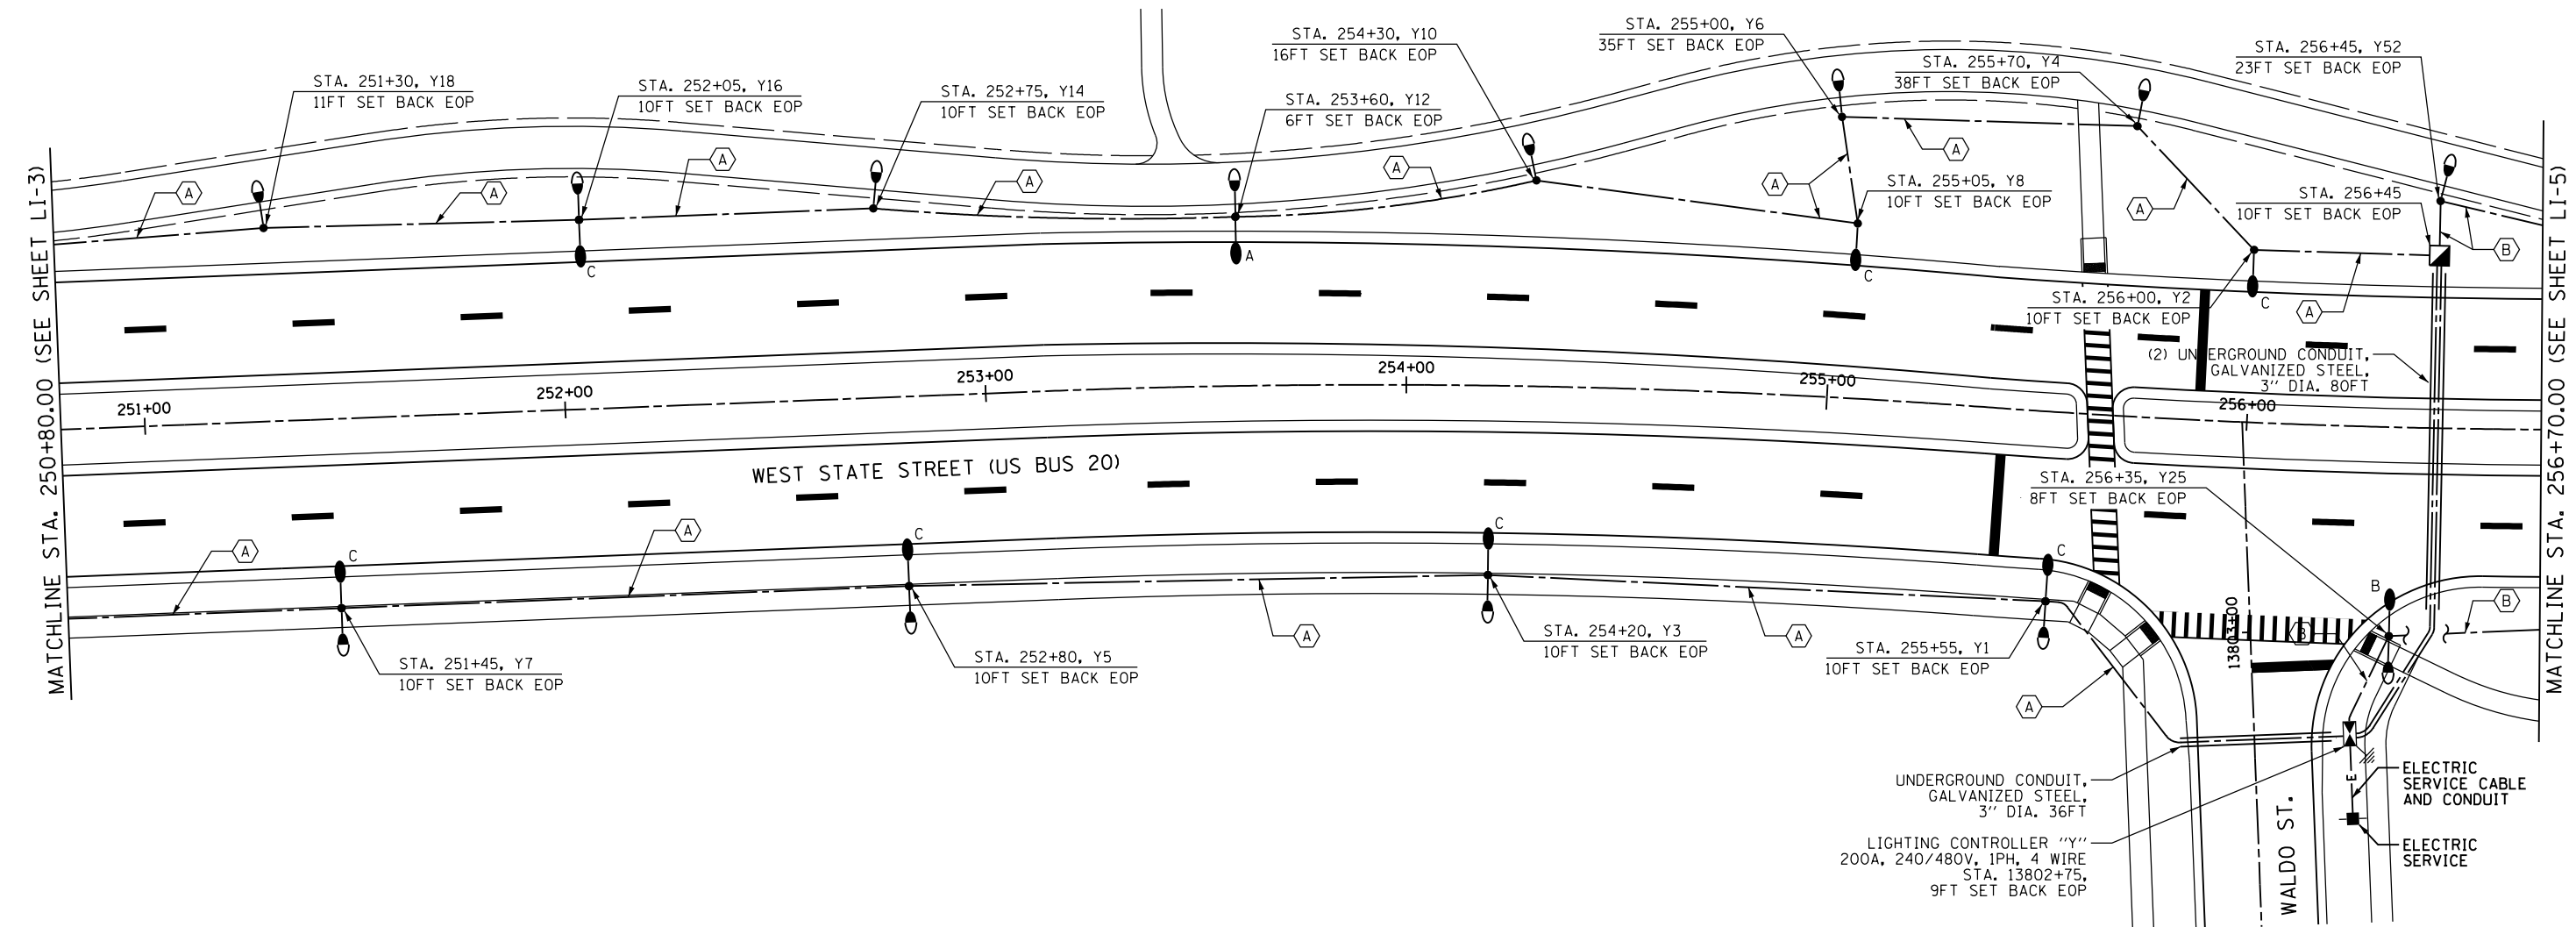 STA. 251+30, Y18
11FT SET BACK EOP
STA. 252+05, Y16
10FT SET BACK EOP
STA. 252+75, Y14
10FT SET BACK EOP
STA. 253+60, Y12
6FT SET BACK EOP
STA. 254+30, Y10
16FT SET BACK EOP
STA. 255+00, Y6
35FT SET BACK EOP
STA. 255+70, Y4
38FT SET BACK EOP
STA. 256+45, Y52
23FT SET BACK EOP
STA. 255+05, Y8
10FT SET BACK EOP
STA. 256+45
10FT SET BACK EOP
STA. 256+00, Y2
10FT SET BACK EOP
(2) UNDERGROUND CONDUIT,
GALVANIZED STEEL,
3'' DIA. 80FT
A
A
A
A
A
A
A
A
A
B
C
A
C
C
MATCHLINE STA. 250+80.00 (SEE SHEET LI-3)
MATCHLINE STA. 256+70.00 (SEE SHEET LI-5)
251+00
252+00
253+00
254+00
255+00
256+00
WEST STATE STREET (US BUS 20)
STA. 256+35, Y25
8FT SET BACK EOP
A
A
C
C
C
C
B
B
B
A
A
A
13803+00
STA. 251+45, Y7
10FT SET BACK EOP
STA. 252+80, Y5
10FT SET BACK EOP
STA. 254+20, Y3
10FT SET BACK EOP
STA. 255+55, Y1
10FT SET BACK EOP
UNDERGROUND CONDUIT,
GALVANIZED STEEL,
3'' DIA. 36FT
LIGHTING CONTROLLER ''Y''
200A, 240/480V, 1PH, 4 WIRE
STA. 13802+75,
9FT SET BACK EOP
E
ELECTRIC
SERVICE CABLE
AND CONDUIT
ELECTRIC
SERVICE
WALDO ST.